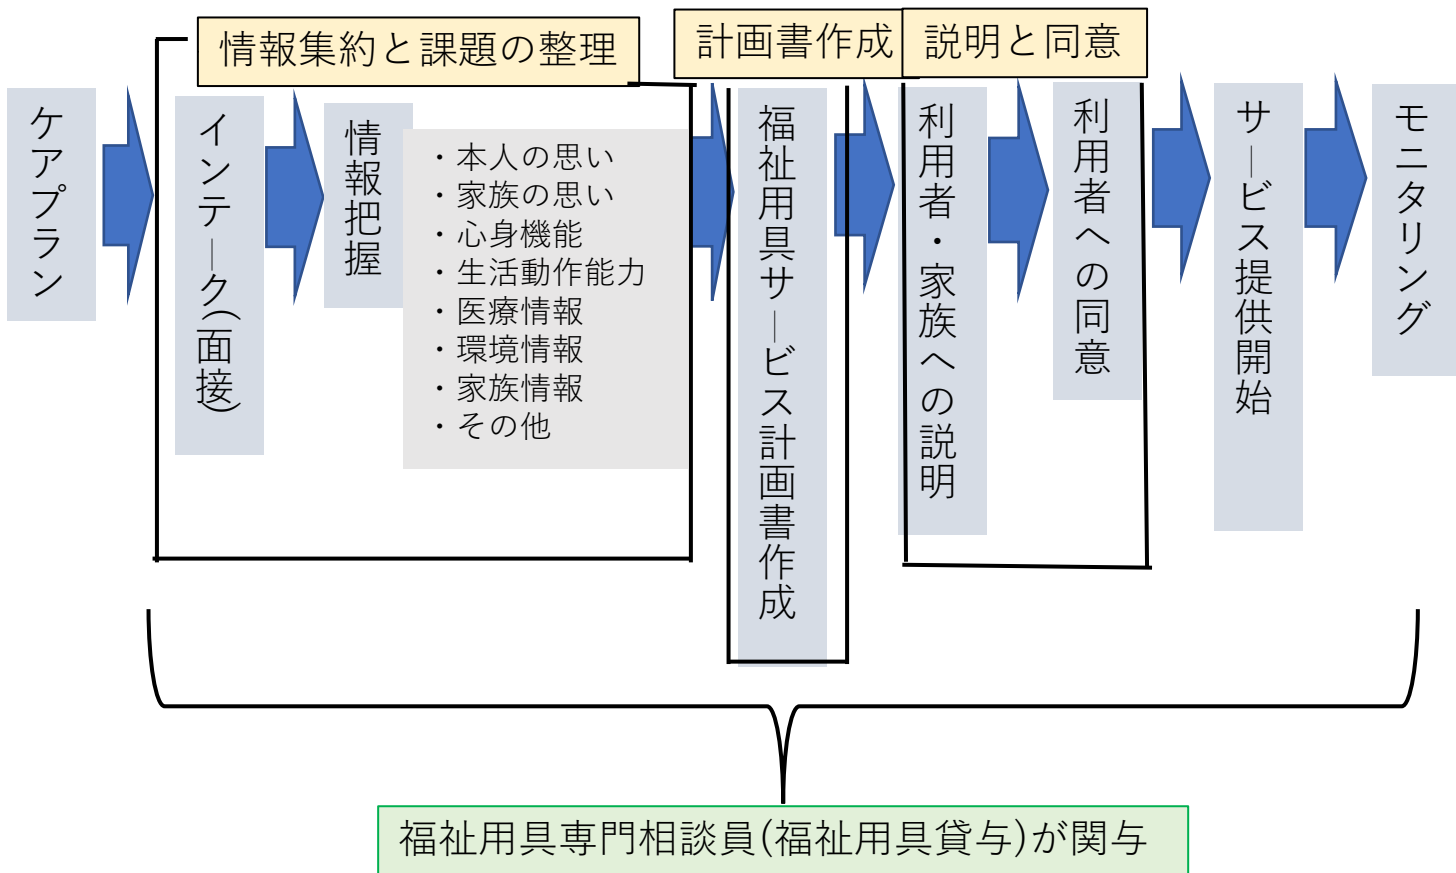 情報集約と課題の整理
計画書作成
説明と同意
ケアプラン
インテーク(面接)
情報把握
・本人の思い
・家族の思い
・心身機能
・生活動作能力
・医療情報
・環境情報
・家族情報
・その他
福祉用具サービス計画書作成
利用者・家族への説明
利用者への同意
サービス提供開始
モニタリング
福祉用具専門相談員(福祉用具貸与)が関与